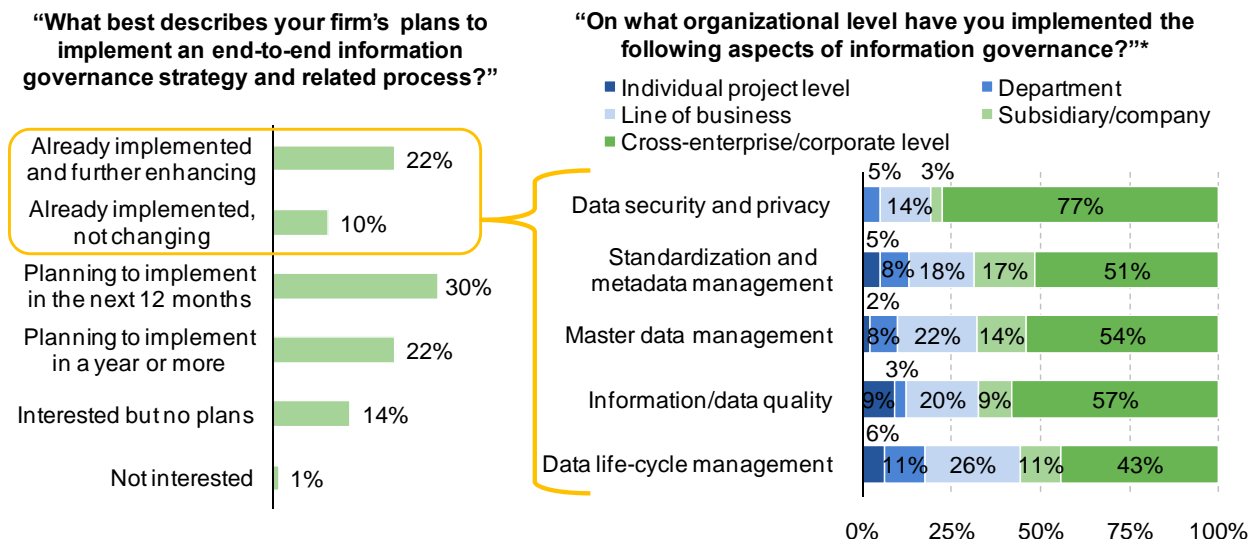 “What best describes your firm’s plans to
implement an end-to-end information
governance strategy and related process?”
Already implemented
and further enhancing
22%
Already implemented,
not changing
10%
Planning to implement
in the next 12 months
30%
Planning to implement
in a year or more
22%
Interested but no plans
14%
Not interested
1%
“On what organizational level have you implemented the
following aspects of information governance?”*
Individual project level
Department
Line of business
Subsidiary/company
Cross-enterprise/corporate level
5% 3%
Data security and privacy
14% 77%
5%
Standardization and
metadata management
8% 18% 17% 51%
2%
Master data management
8% 22% 14% 54%
3%
Information/data quality
9% 20% 9% 57%
6%
Data life-cycle management
11% 26% 11% 43%
0% 25% 50% 75% 100%